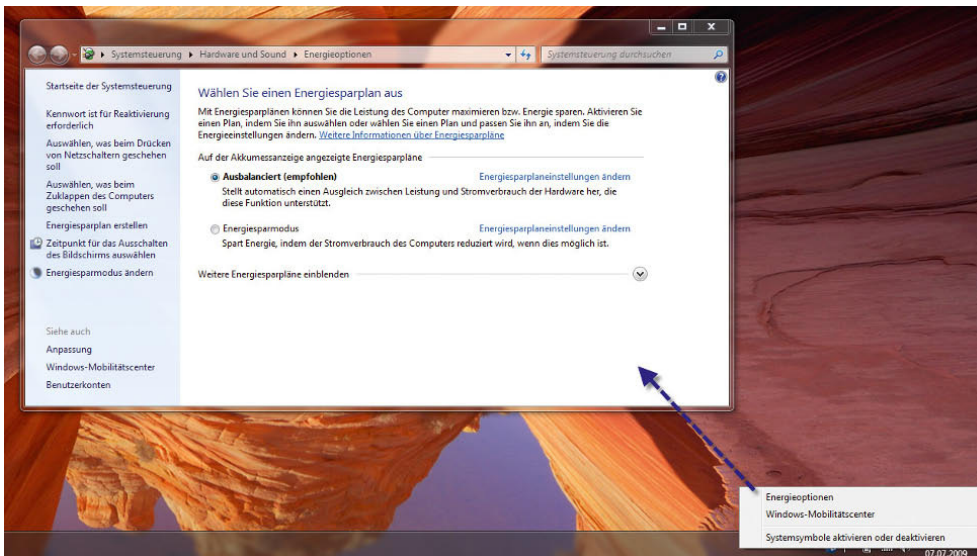 Systemsteuerung ▸ Hardware und Sound ▸ Energieoptionen
Systemsteuerung durchsuchen
Startseite der Systemsteuerung
Kennwort ist für Reaktivierung
erforderlich
Auswählen, was beim Drücken
von Netzschaltern geschehen
soll
Auswählen, was beim
Zuklappen des Computers
geschehen soll
Energiesparplan erstellen
Zeitpunkt für das Ausschalten
des Bildschirms auswählen
Energiesparmodus ändern
Siehe auch
Anpassung
Windows-Mobilitätscenter
Benutzerkonten
Wählen Sie einen Energiesparplan aus
Mit Energiesparplänen können Sie die Leistung des Computer maximieren bzw. Energie sparen. Aktivieren Sie
einen Plan, indem Sie ihn auswählen oder wählen Sie einen Plan und passen Sie ihn an, indem Sie die
Energieeinstellungen ändern. Weitere Informationen über Energiesparpläne
Auf der Akkumessanzeige angezeigte Energiesparpläne
Ausbalanciert (empfohlen) Energiesparplaneinstellungen ändern
Stellt automatisch einen Ausgleich zwischen Leistung und Stromverbrauch der Hardware her, die
diese Funktion unterstützt.
Energiesparmodus Energiesparplaneinstellungen ändern
Spart Energie, indem der Stromverbrauch des Computers reduziert wird, wenn dies möglich ist.
Weitere Energiesparpläne einblenden
Energieoptionen
Windows-Mobilitätscenter
Systemsymbole aktivieren oder deaktivieren
07.07.2009